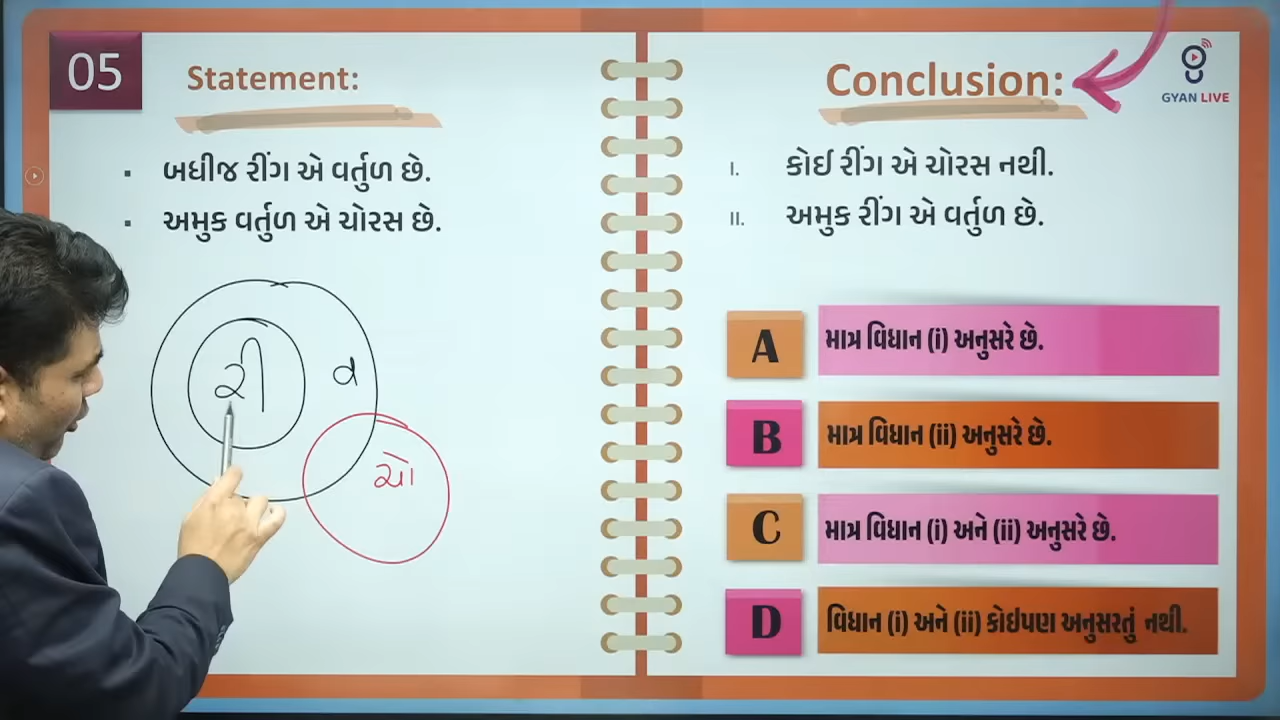 05
Statement:
બધીજ રીંગ એ વર્તુળ છે.
અમુક વર્તુળ એ ચોરસ છે.
રી
વ
ચો
Conclusion:
GYAN LIVE
I. કોઈ રીંગ એ ચોરસ નથી.
II. અમુક રીંગ એ વર્તુળ છે.
A માત્ર વિધાન (i) અનુસરે છે.
B માત્ર વિધાન (ii) અનુસરે છે.
C માત્ર વિધાન (i) અને (ii) અનુસરે છે.
D વિધાન (i) અને (ii) કોઈપણ અનુસરતું નથી.